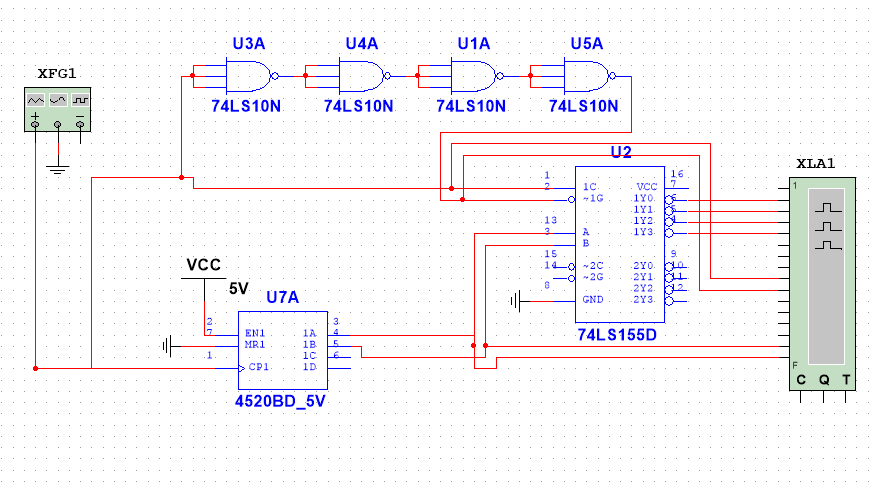 U3A U4A U1A U5A
XFG1
74LS10N 74LS10N 74LS10N 74LS10N
+ −
U2
XLA1
1 1C VCC 16
2 ~1G 1Y0 7
1Y1 6
13 A 1Y2 5
3 B 1Y3 4
15 ~2C 2Y0 9
14 ~2G 2Y1 10
2Y2 11
8 GND 2Y3 12
74LS155D
1
F
C Q T
VCC
5V
U7A
2 EN1 1A 3
7 MR1 1B 4
1C 5
1 CP1 1D 6
4520BD_5V